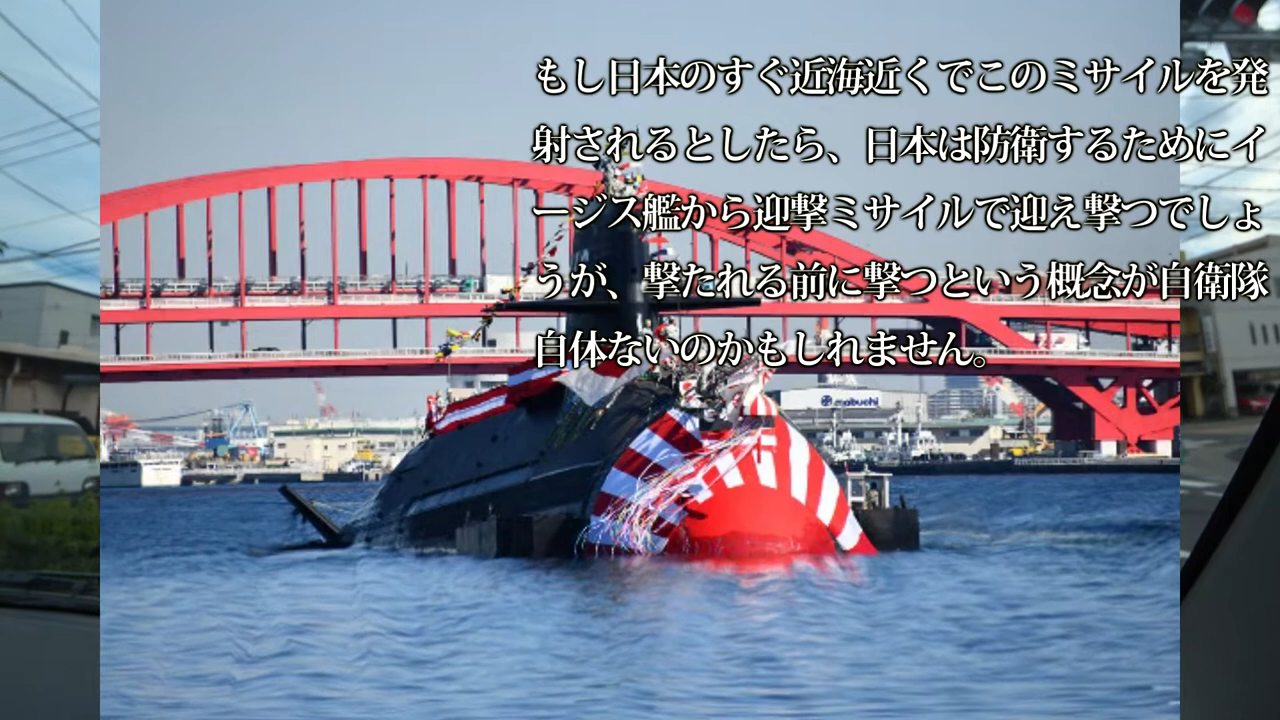 もし日本のすぐ近海近くでこのミサイルを発
射されるとしたら、日本は防衛するためにイ
ージス艦から迎撃ミサイルで迎え撃つでしょ
うが、撃たれる前に撃つという概念が自衛隊
自体ないのかもしれません。
mabuchi